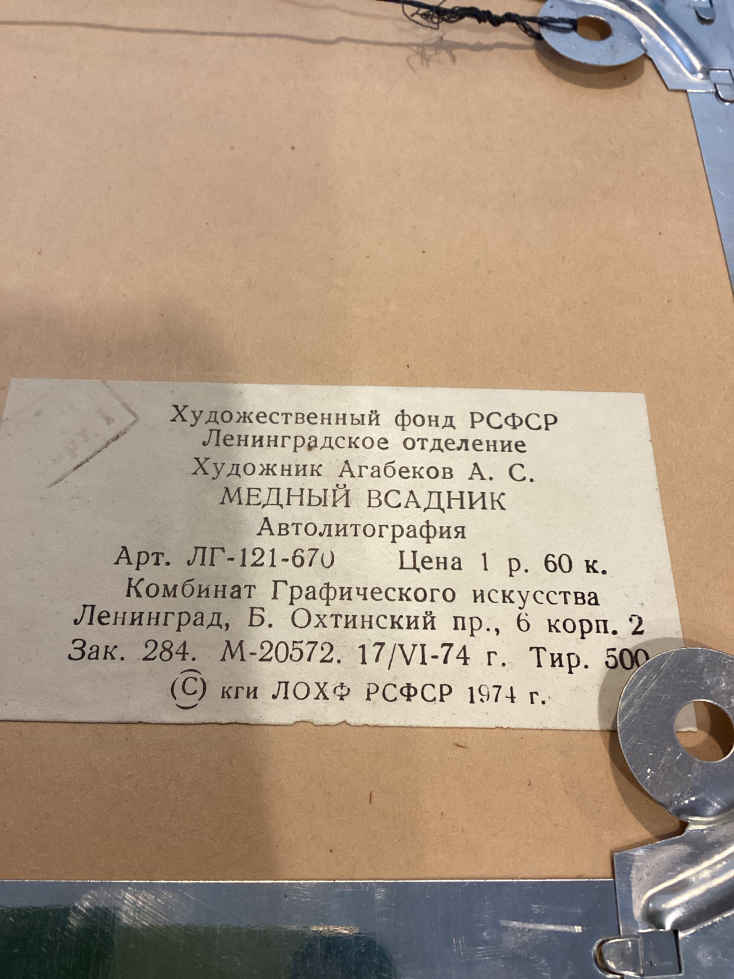 Художественный фонд РСФСР
Ленинградское отделение
Художник Агабеков А. С.
МЕДНЫЙ ВСАДНИК
Автолитография
Арт. ЛГ-121-670 Цена 1 р. 60 к.
Комбинат Графического искусства
Ленинград, Б. Охтинский пр., 6 корп. 2
Зак. 284. М-20572. 17/VI-74 г. Тир. 500
(С) кги ЛОХФ РСФСР 1974 г.